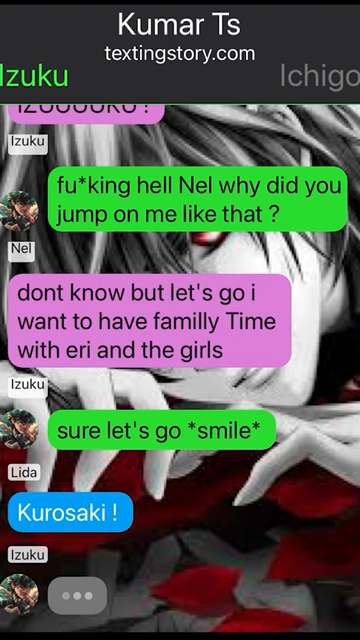 Kumar Ts
textingstory.com
Izuku
Ichigo
IZUUUUKU !
Izuku
fu*king hell Nel why did you
jump on me like that ?
Nel
dont know but let's go i
want to have familly Time
with eri and the girls
Izuku
sure let's go *smile*
Lida
Kurosaki !
Izuku